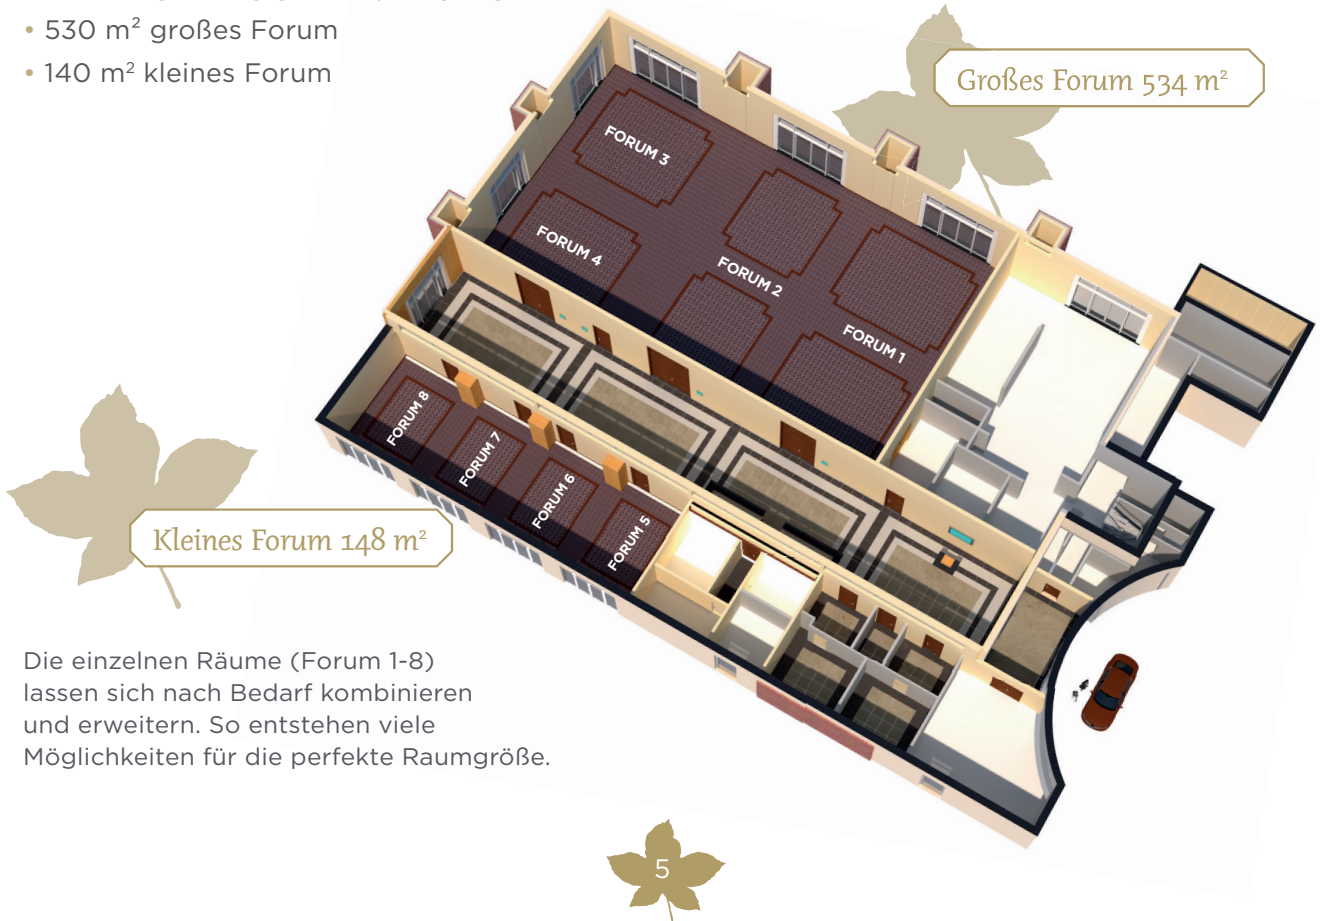 • 530 m² großes Forum
• 140 m² kleines Forum
Großes Forum 534 m²
FORUM 3
FORUM 4
FORUM 2
FORUM 1
FORUM 8
FORUM 7
FORUM 6
FORUM 5
Kleines Forum 148 m²
Die einzelnen Räume (Forum 1-8)
lassen sich nach Bedarf kombinieren
und erweitern. So entstehen viele
Möglichkeiten für die perfekte Raumgröße.
5